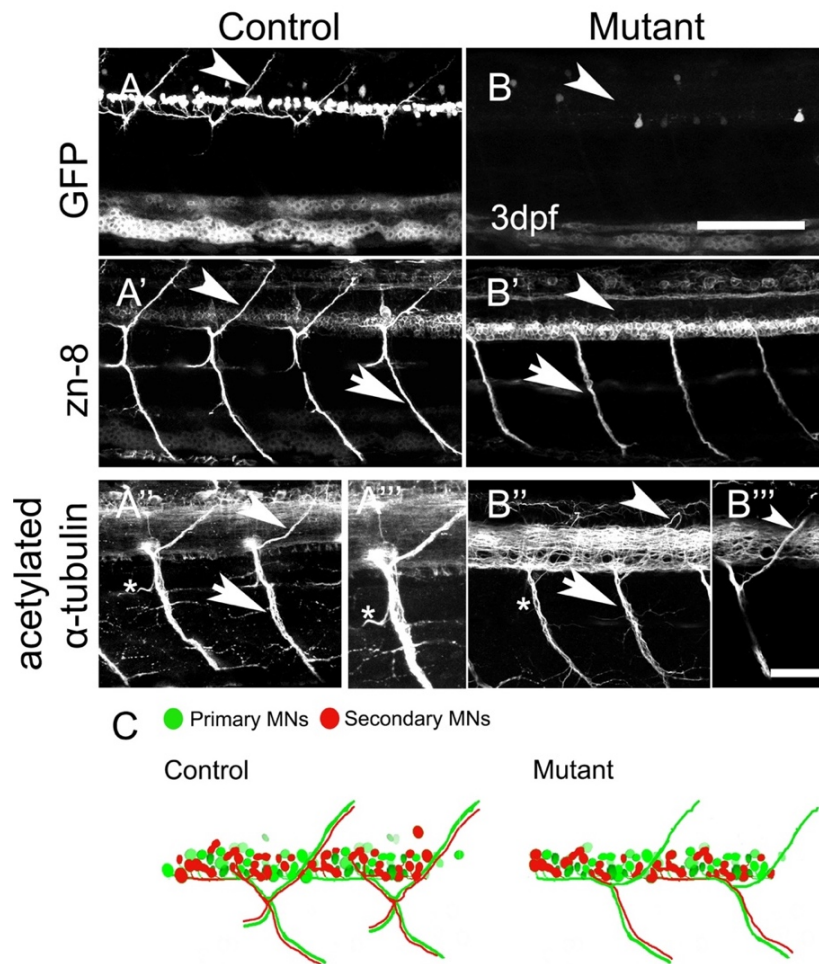 Control Mutant
GFP
A B
3dpf
zn-8
A' B'
acetylated
α-tubulin
A'' A''' B'' B'''
* * *
C Primary MNs Secondary MNs
Control Mutant